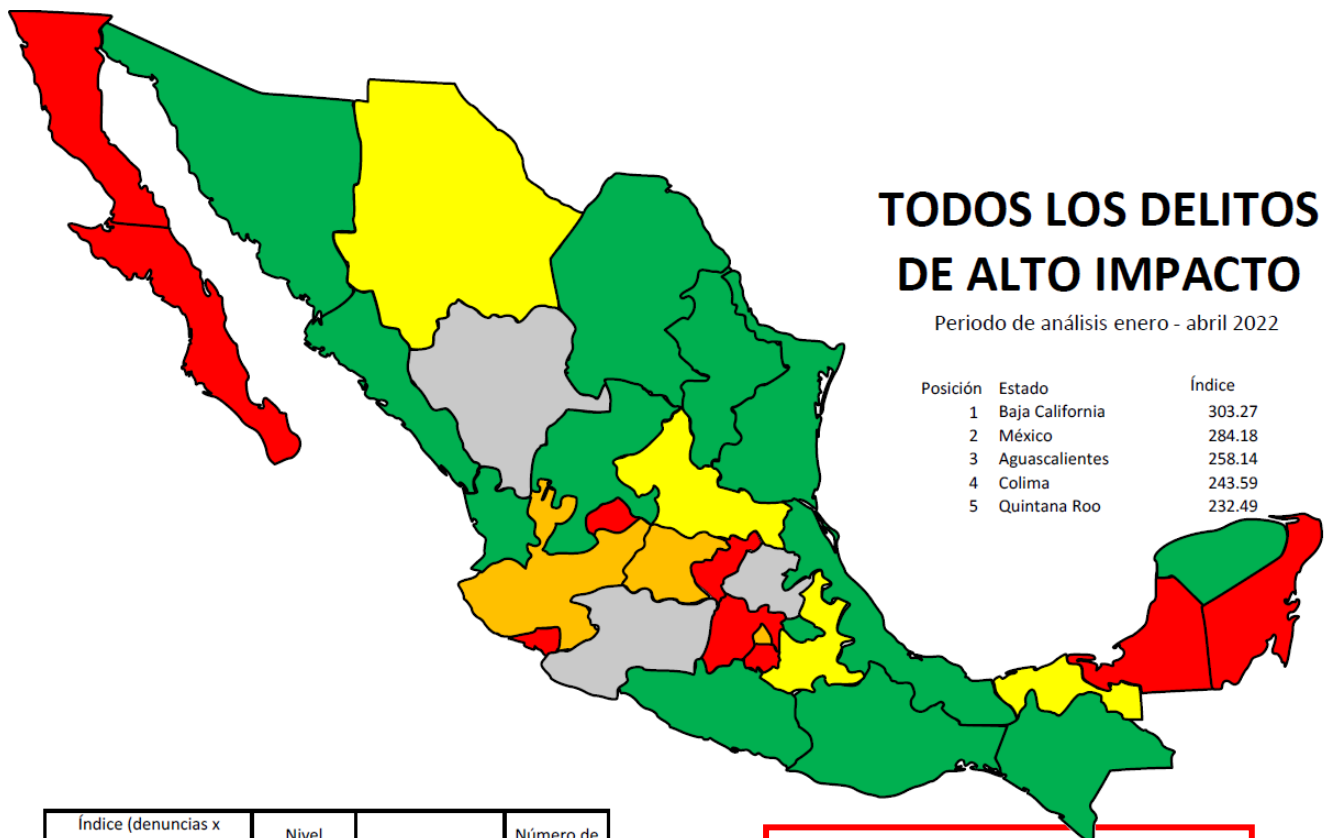 TODOS LOS DELITOS
DE ALTO IMPACTO
Periodo de análisis enero - abril 2022
Posición Estado Índice
1 Baja California 303.27
2 México 284.18
3 Aguascalientes 258.14
4 Colima 243.59
5 Quintana Roo 232.49
Índice (denuncias x
Nivel
Número de